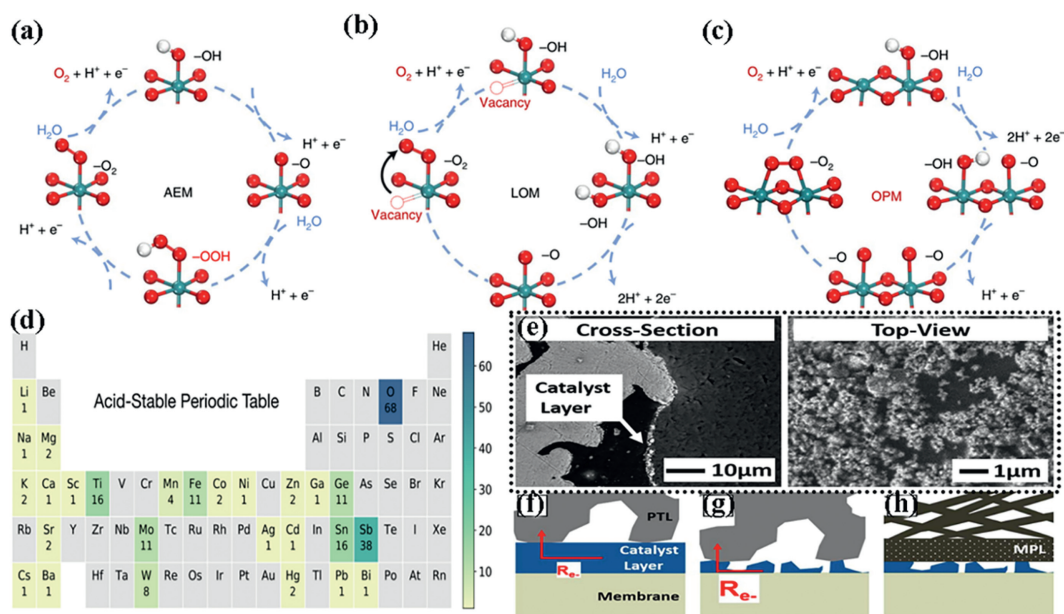 (a)
–OH
O₂ + H⁺ + e⁻
H₂O
–O₂
AEM
–O
H⁺ + e⁻
H₂O
H⁺ + e⁻
–OOH
H⁺ + e⁻
(b)
–OH
O₂ + H⁺ + e⁻
Vacancy
H₂O
H₂O
–O₂
LOM
H⁺ + e⁻
–OH
–OH
Vacancy
–O
2H⁺ + 2e⁻
(c)
–OH
O₂ + H⁺ + e⁻
H₂O
H₂O
–O₂
OPM
2H⁺ + 2e⁻
–OH
–O
–O
–O
H⁺ + e⁻
(d)
Acid-Stable Periodic Table
H He
Li 1 Be B C N O 68 F Ne
Na 1 Mg 2 Al Si P S Cl Ar
K 2 Ca 1 Sc 1 Ti 16 V Cr Mn 4 Fe 11 Co 2 Ni 1 Cu Zn 2 Ga 1 Ge 11 As Se Br Kr
Rb Sr 2 Y Zr Nb Mo 11 Tc Ru Rh Pd Ag 1 Cd 1 In Sn 16 Sb 38 Te I Xe
Cs 1 Ba 1 Hf Ta W 8 Re Os Ir Pt Au Hg 2 Tl Pb 1 Bi 1 Po At Rn
60
50
40
30
20
10
(e)
Cross-Section
Catalyst
Layer
10μm
Top-View
1μm
(f)
PTL
Catalyst
Layer
Re-
Membrane
(g)
Re-
(h)
MPL